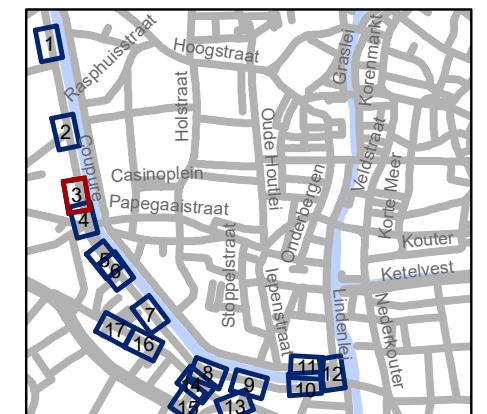 1
Rasphuisstraat
Hoogstraat
Graslei
Korenmarkt
2
Coupure
Holstraat
Oude Houtlei
Veldstraat
Casinoplein
Onderbergen
Korte Meer
3
Papegaaistraat
4
Kouter
Stoppelstraat
Ketelvest
5
6
Iepenstraat
Lindenlei
Nederkouter
7
17
16
8
11
12
14
9
10
15
13